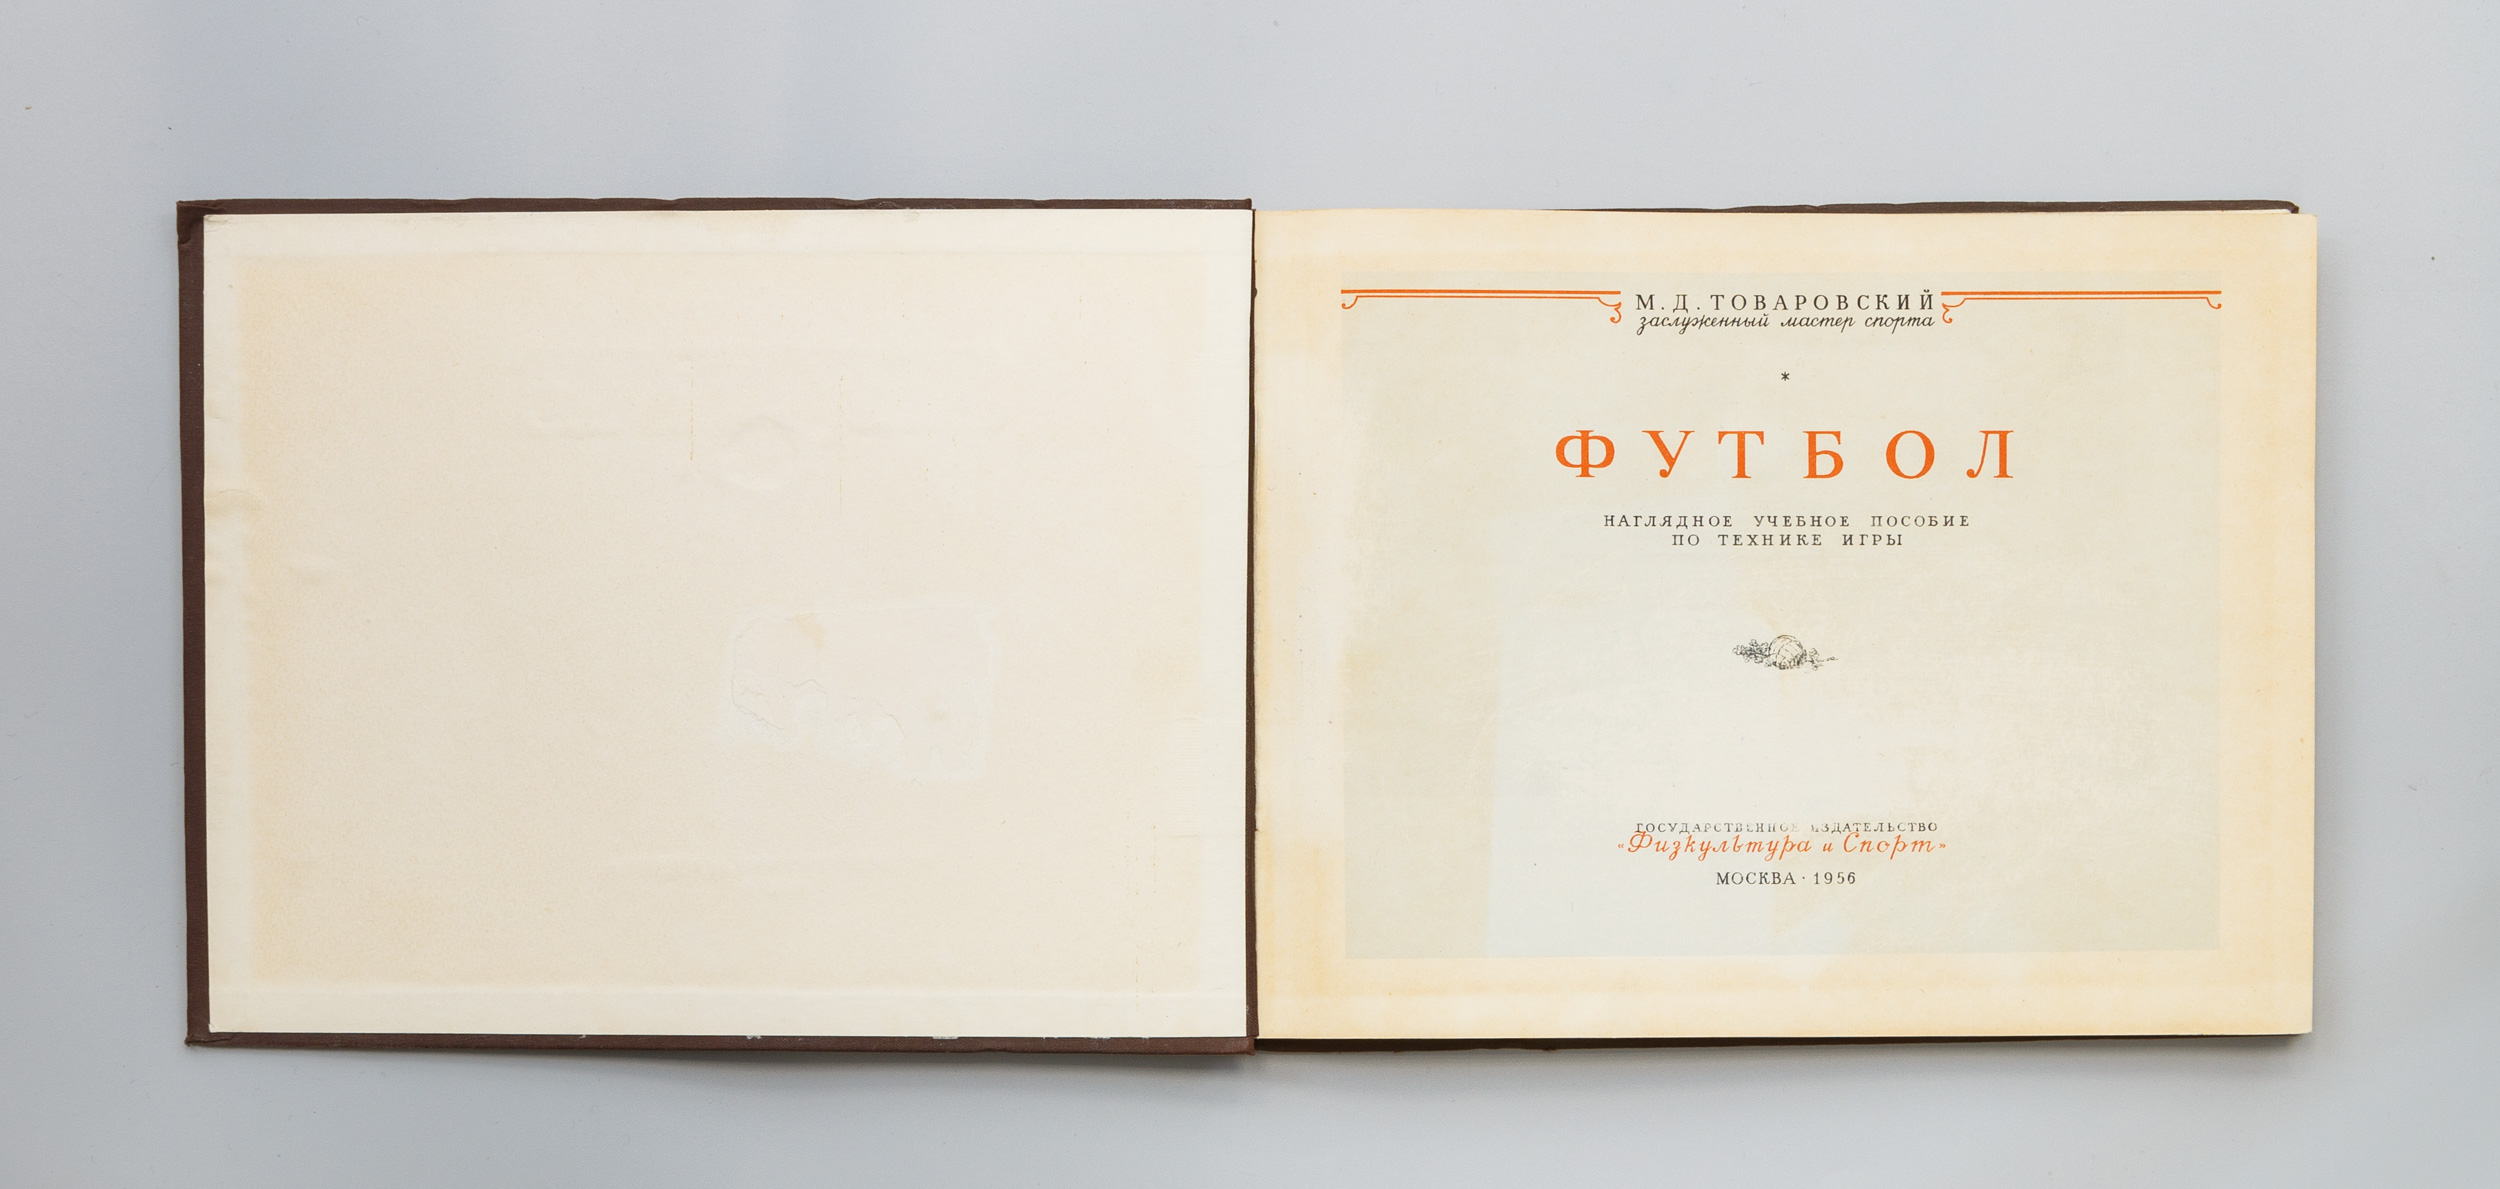 М. Д. ТОВАРОВСКИЙ
заслуженный мастер спорта
*
ФУТБОЛ
НАГЛЯДНОЕ УЧЕБНОЕ ПОСОБИЕ
ПО ТЕХНИКЕ ИГРЫ
ГОСУДАРСТВЕННОЕ ИЗДАТЕЛЬСТВО
«Физкультура и Спорт»
МОСКВА · 1956